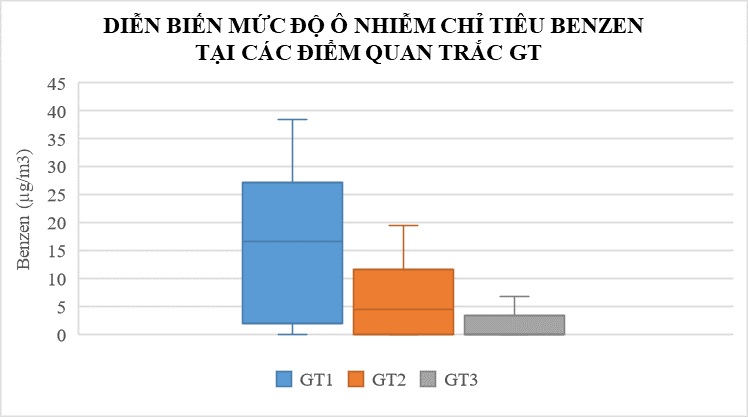 DIỄN BIẾN MỨC ĐỘ Ô NHIỄM CHỈ TIÊU BENZEN
TẠI CÁC ĐIỂM QUAN TRẮC GT
45
40
35
30
25
20
15
10
5
0
Benzen (µg/m3)
GT1 GT2 GT3